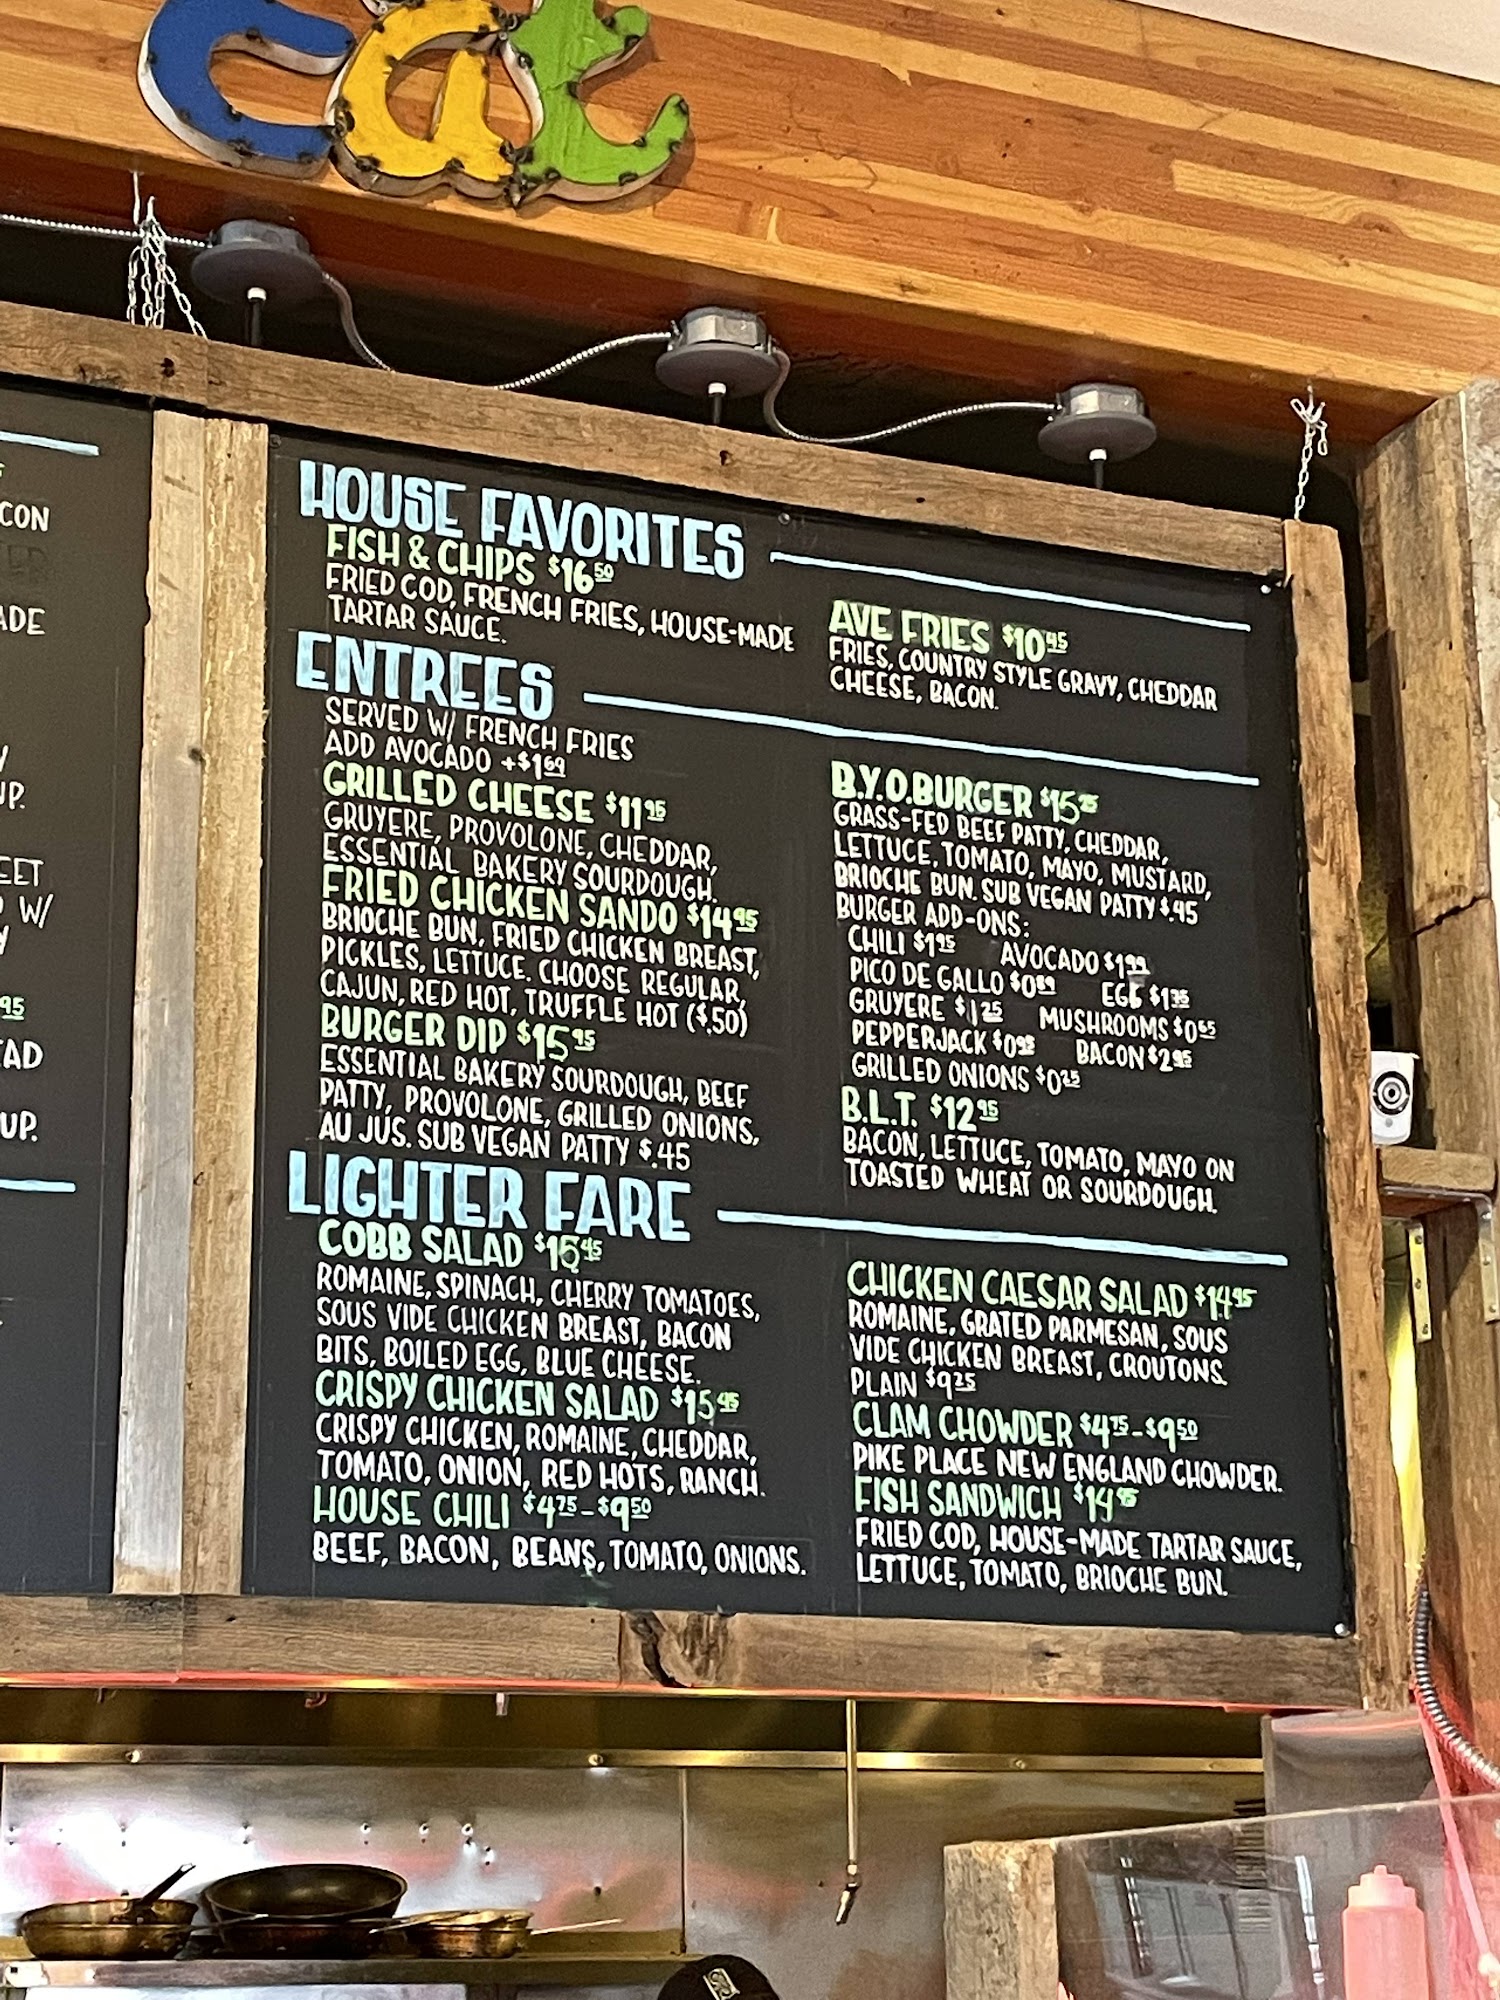 cat
CON
ADE
UP.
EET
W/
95
TAD
UP.
HOUSE FAVORITES
FISH & CHIPS $16 50
FRIED COD, FRENCH FRIES, HOUSE-MADE
TARTAR SAUCE.
AVE FRIES $10 45
FRIES, COUNTRY STYLE GRAVY, CHEDDAR
CHEESE, BACON.
ENTREES
SERVED W/ FRENCH FRIES
ADD AVOCADO +$1 69
GRILLED CHEESE $11 95
GRUYERE, PROVOLONE, CHEDDAR,
ESSENTIAL BAKERY SOURDOUGH.
FRIED CHICKEN SANDO $14 95
BRIOCHE BUN, FRIED CHICKEN BREAST,
PICKLES, LETTUCE. CHOOSE REGULAR,
CAJUN, RED HOT, TRUFFLE HOT ($.50)
BURGER DIP $15 95
ESSENTIAL BAKERY SOURDOUGH, BEEF
PATTY, PROVOLONE, GRILLED ONIONS,
AU JUS. SUB VEGAN PATTY $.45
B.Y.O.BURGER $15 25
GRASS-FED BEEF PATTY, CHEDDAR,
LETTUCE, TOMATO, MAYO, MUSTARD,
BRIOCHE BUN. SUB VEGAN PATTY $.45
BURGER ADD-ONS:
CHILI $1 95 AVOCADO $1 99
PICO DE GALLO $0 89 EGG $1 35
GRUYERE $1 25 MUSHROOMS $0 65
PEPPERJACK $0 95 BACON $2 95
GRILLED ONIONS $0 25
B.L.T. $12 95
BACON, LETTUCE, TOMATO, MAYO ON
TOASTED WHEAT OR SOURDOUGH.
LIGHTER FARE
COBB SALAD $15 45
ROMAINE, SPINACH, CHERRY TOMATOES,
SOUS VIDE CHICKEN BREAST, BACON
BITS, BOILED EGG, BLUE CHEESE.
CRISPY CHICKEN SALAD $15 45
CRISPY CHICKEN, ROMAINE, CHEDDAR,
TOMATO, ONION, RED HOTS, RANCH.
HOUSE CHILI $4 75 - $9 50
BEEF, BACON, BEANS, TOMATO, ONIONS.
CHICKEN CAESAR SALAD $14 95
ROMAINE, GRATED PARMESAN, SOUS
VIDE CHICKEN BREAST, CROUTONS.
PLAIN $9 25
CLAM CHOWDER $4 75 - $9 50
PIKE PLACE NEW ENGLAND CHOWDER.
FISH SANDWICH $14 95
FRIED COD, HOUSE-MADE TARTAR SAUCE,
LETTUCE, TOMATO, BRIOCHE BUN.